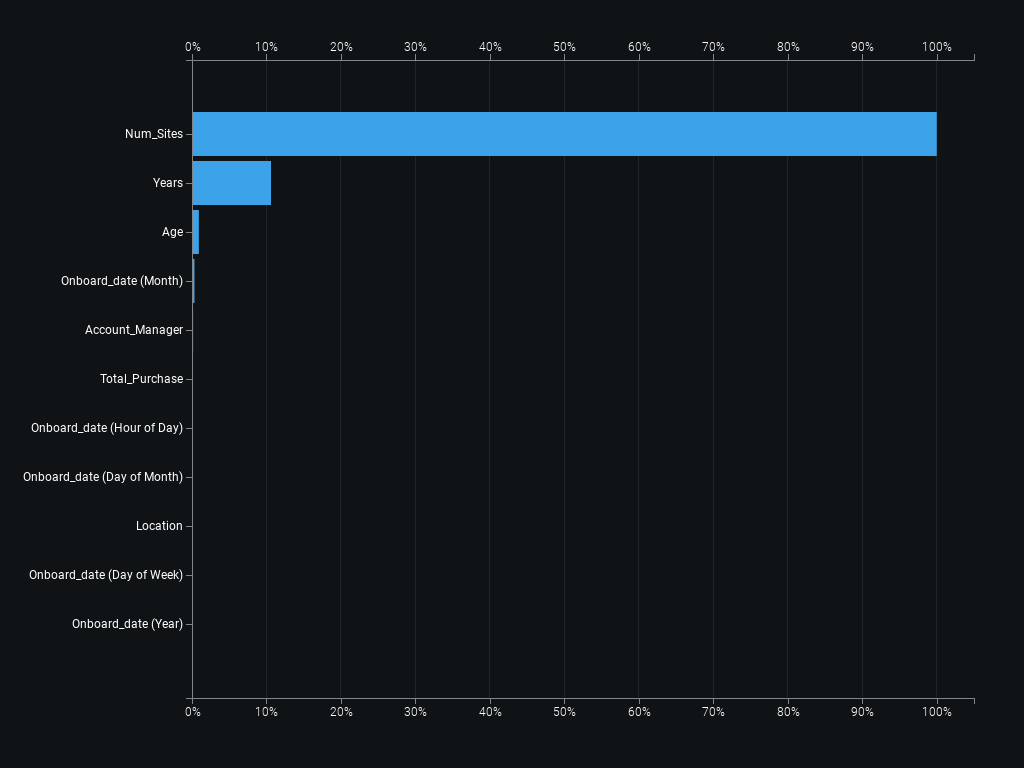 0% 10% 20% 30% 40% 50% 60% 70% 80% 90% 100%
Num_Sites
Years
Age
Onboard_date (Month)
Account_Manager
Total_Purchase
Onboard_date (Hour of Day)
Onboard_date (Day of Month)
Location
Onboard_date (Day of Week)
Onboard_date (Year)
0% 10% 20% 30% 40% 50% 60% 70% 80% 90% 100%